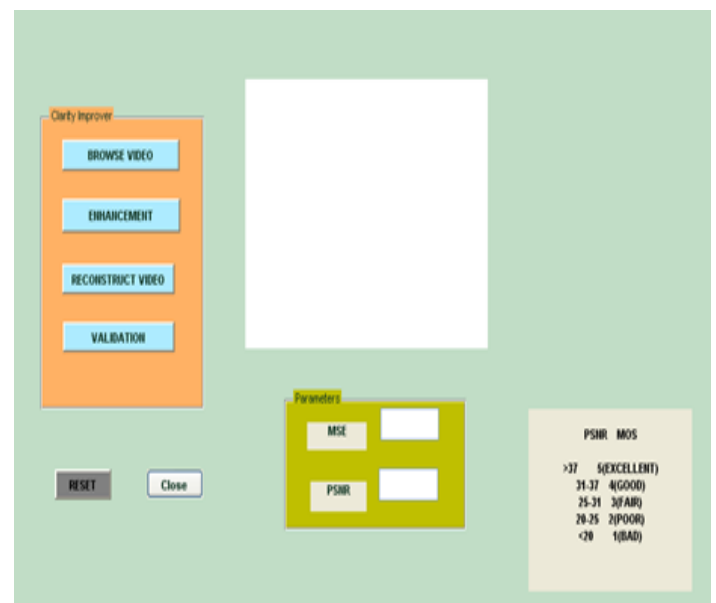 Clarity Improver
BROWSE VIDEO
ENHANCEMENT
RECONSTRUCT VIDEO
VALIDATION
RESET
Close
Parameters
MSE
PSNR
PSNR MOS
>37 5(EXCELLENT)
31-37 4(GOOD)
25-31 3(FAIR)
20-25 2(POOR)
<20 1(BAD)